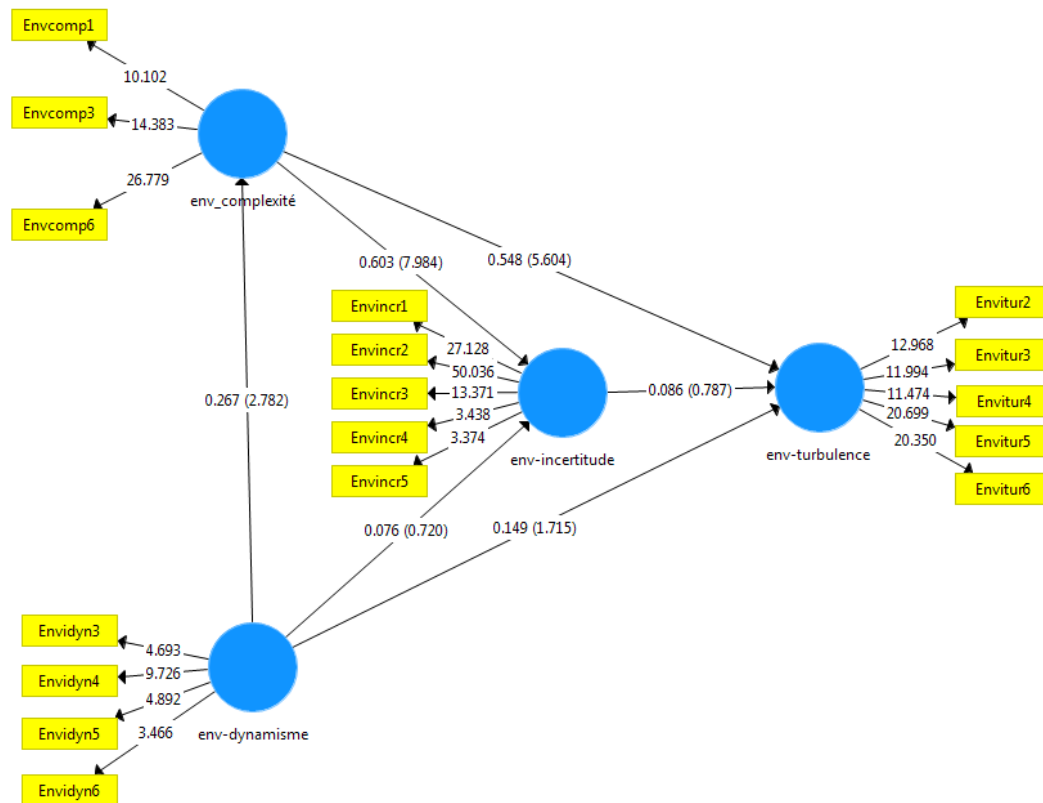 Envcomp1
10.102
Envcomp3
14.383
26.779
env_complexité
Envcomp6
0.603 (7.984)
0.548 (5.604)
Envincr1
27.128
Envincr2
50.036
Envincr3
13.371
Envincr4
3.438
Envincr5
3.374
env-incertitude
0.086 (0.787)
Envitur2
12.968
Envitur3
11.994
Envitur4
11.474
Envitur5
20.699
Envitur6
20.350
env-turbulence
0.267 (2.782)
0.076 (0.720)
0.149 (1.715)
Envidyn3
4.693
Envidyn4
9.726
Envidyn5
4.892
Envidyn6
3.466
env-dynamisme